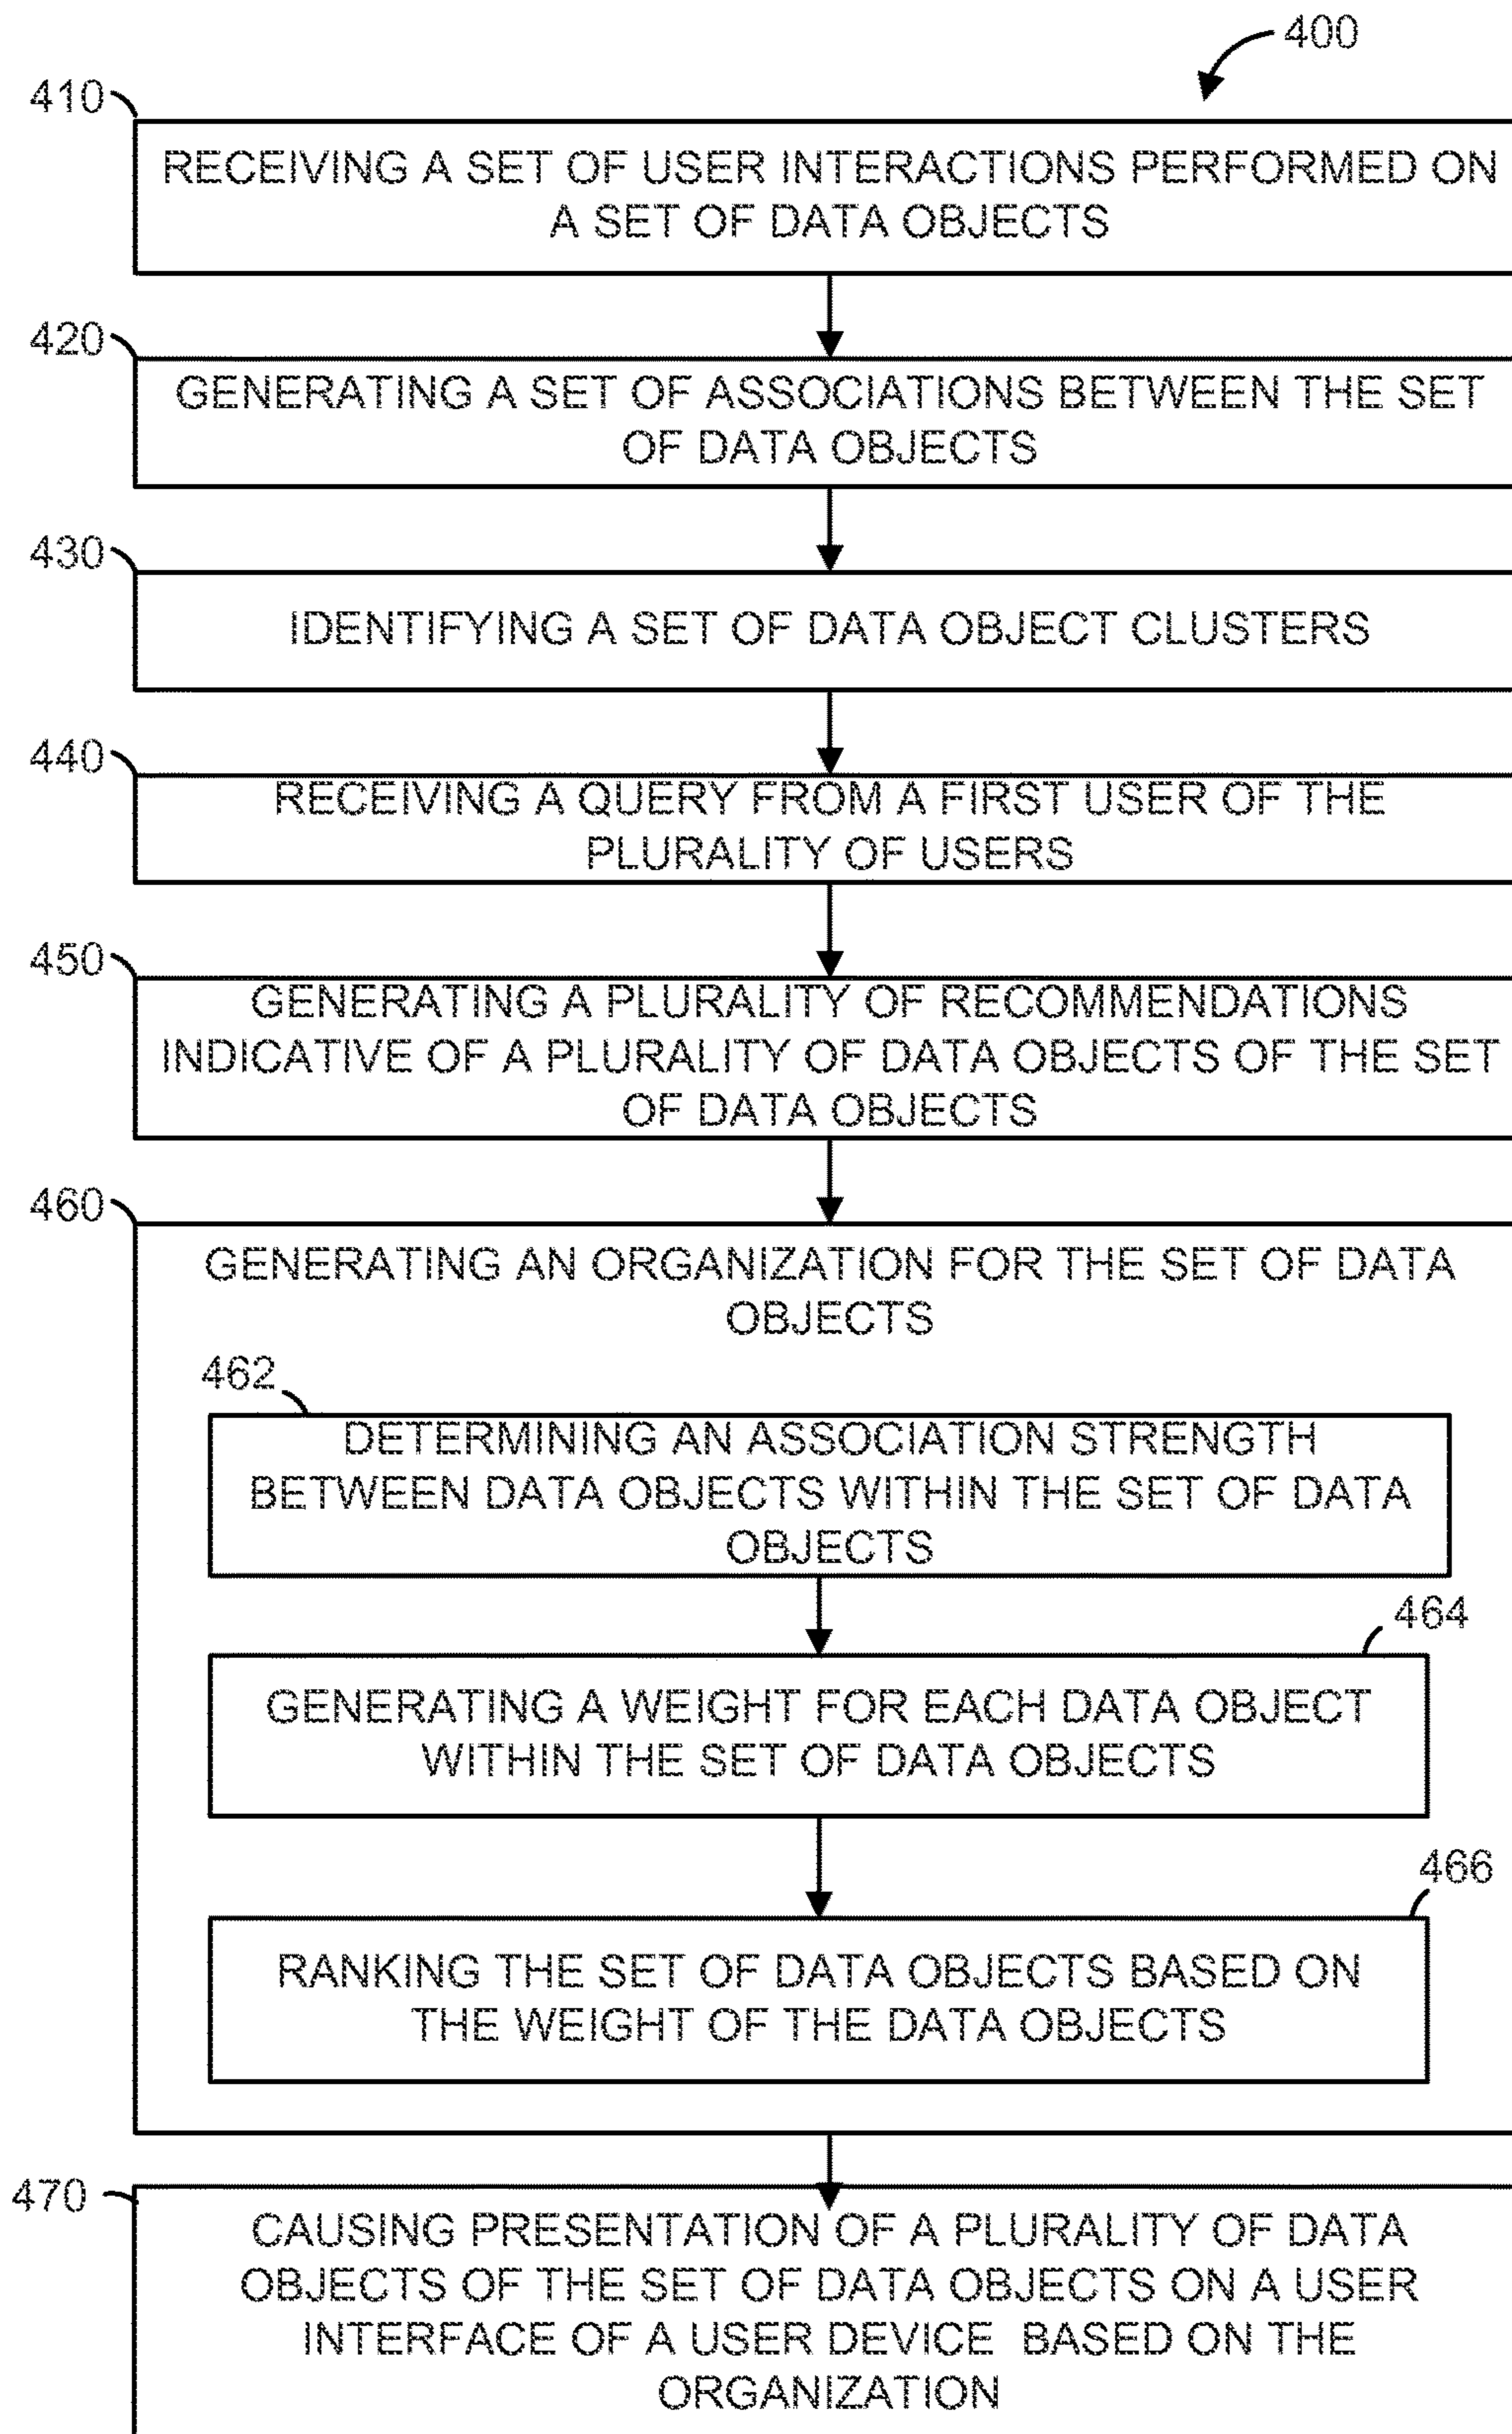 400
410
RECEIVING A SET OF USER INTERACTIONS PERFORMED ON
A SET OF DATA OBJECTS
420
GENERATING A SET OF ASSOCIATIONS BETWEEN THE SET
OF DATA OBJECTS
430
IDENTIFYING A SET OF DATA OBJECT CLUSTERS
440
RECEIVING A QUERY FROM A FIRST USER OF THE
PLURALITY OF USERS
450
GENERATING A PLURALITY OF RECOMMENDATIONS
INDICATIVE OF A PLURALITY OF DATA OBJECTS OF THE SET
OF DATA OBJECTS
460
GENERATING AN ORGANIZATION FOR THE SET OF DATA
OBJECTS
462
DETERMINING AN ASSOCIATION STRENGTH
BETWEEN DATA OBJECTS WITHIN THE SET OF DATA
OBJECTS
464
GENERATING A WEIGHT FOR EACH DATA OBJECT
WITHIN THE SET OF DATA OBJECTS
466
RANKING THE SET OF DATA OBJECTS BASED ON
THE WEIGHT OF THE DATA OBJECTS
470
CAUSING PRESENTATION OF A PLURALITY OF DATA
OBJECTS OF THE SET OF DATA OBJECTS ON A USER
INTERFACE OF A USER DEVICE BASED ON THE
ORGANIZATION